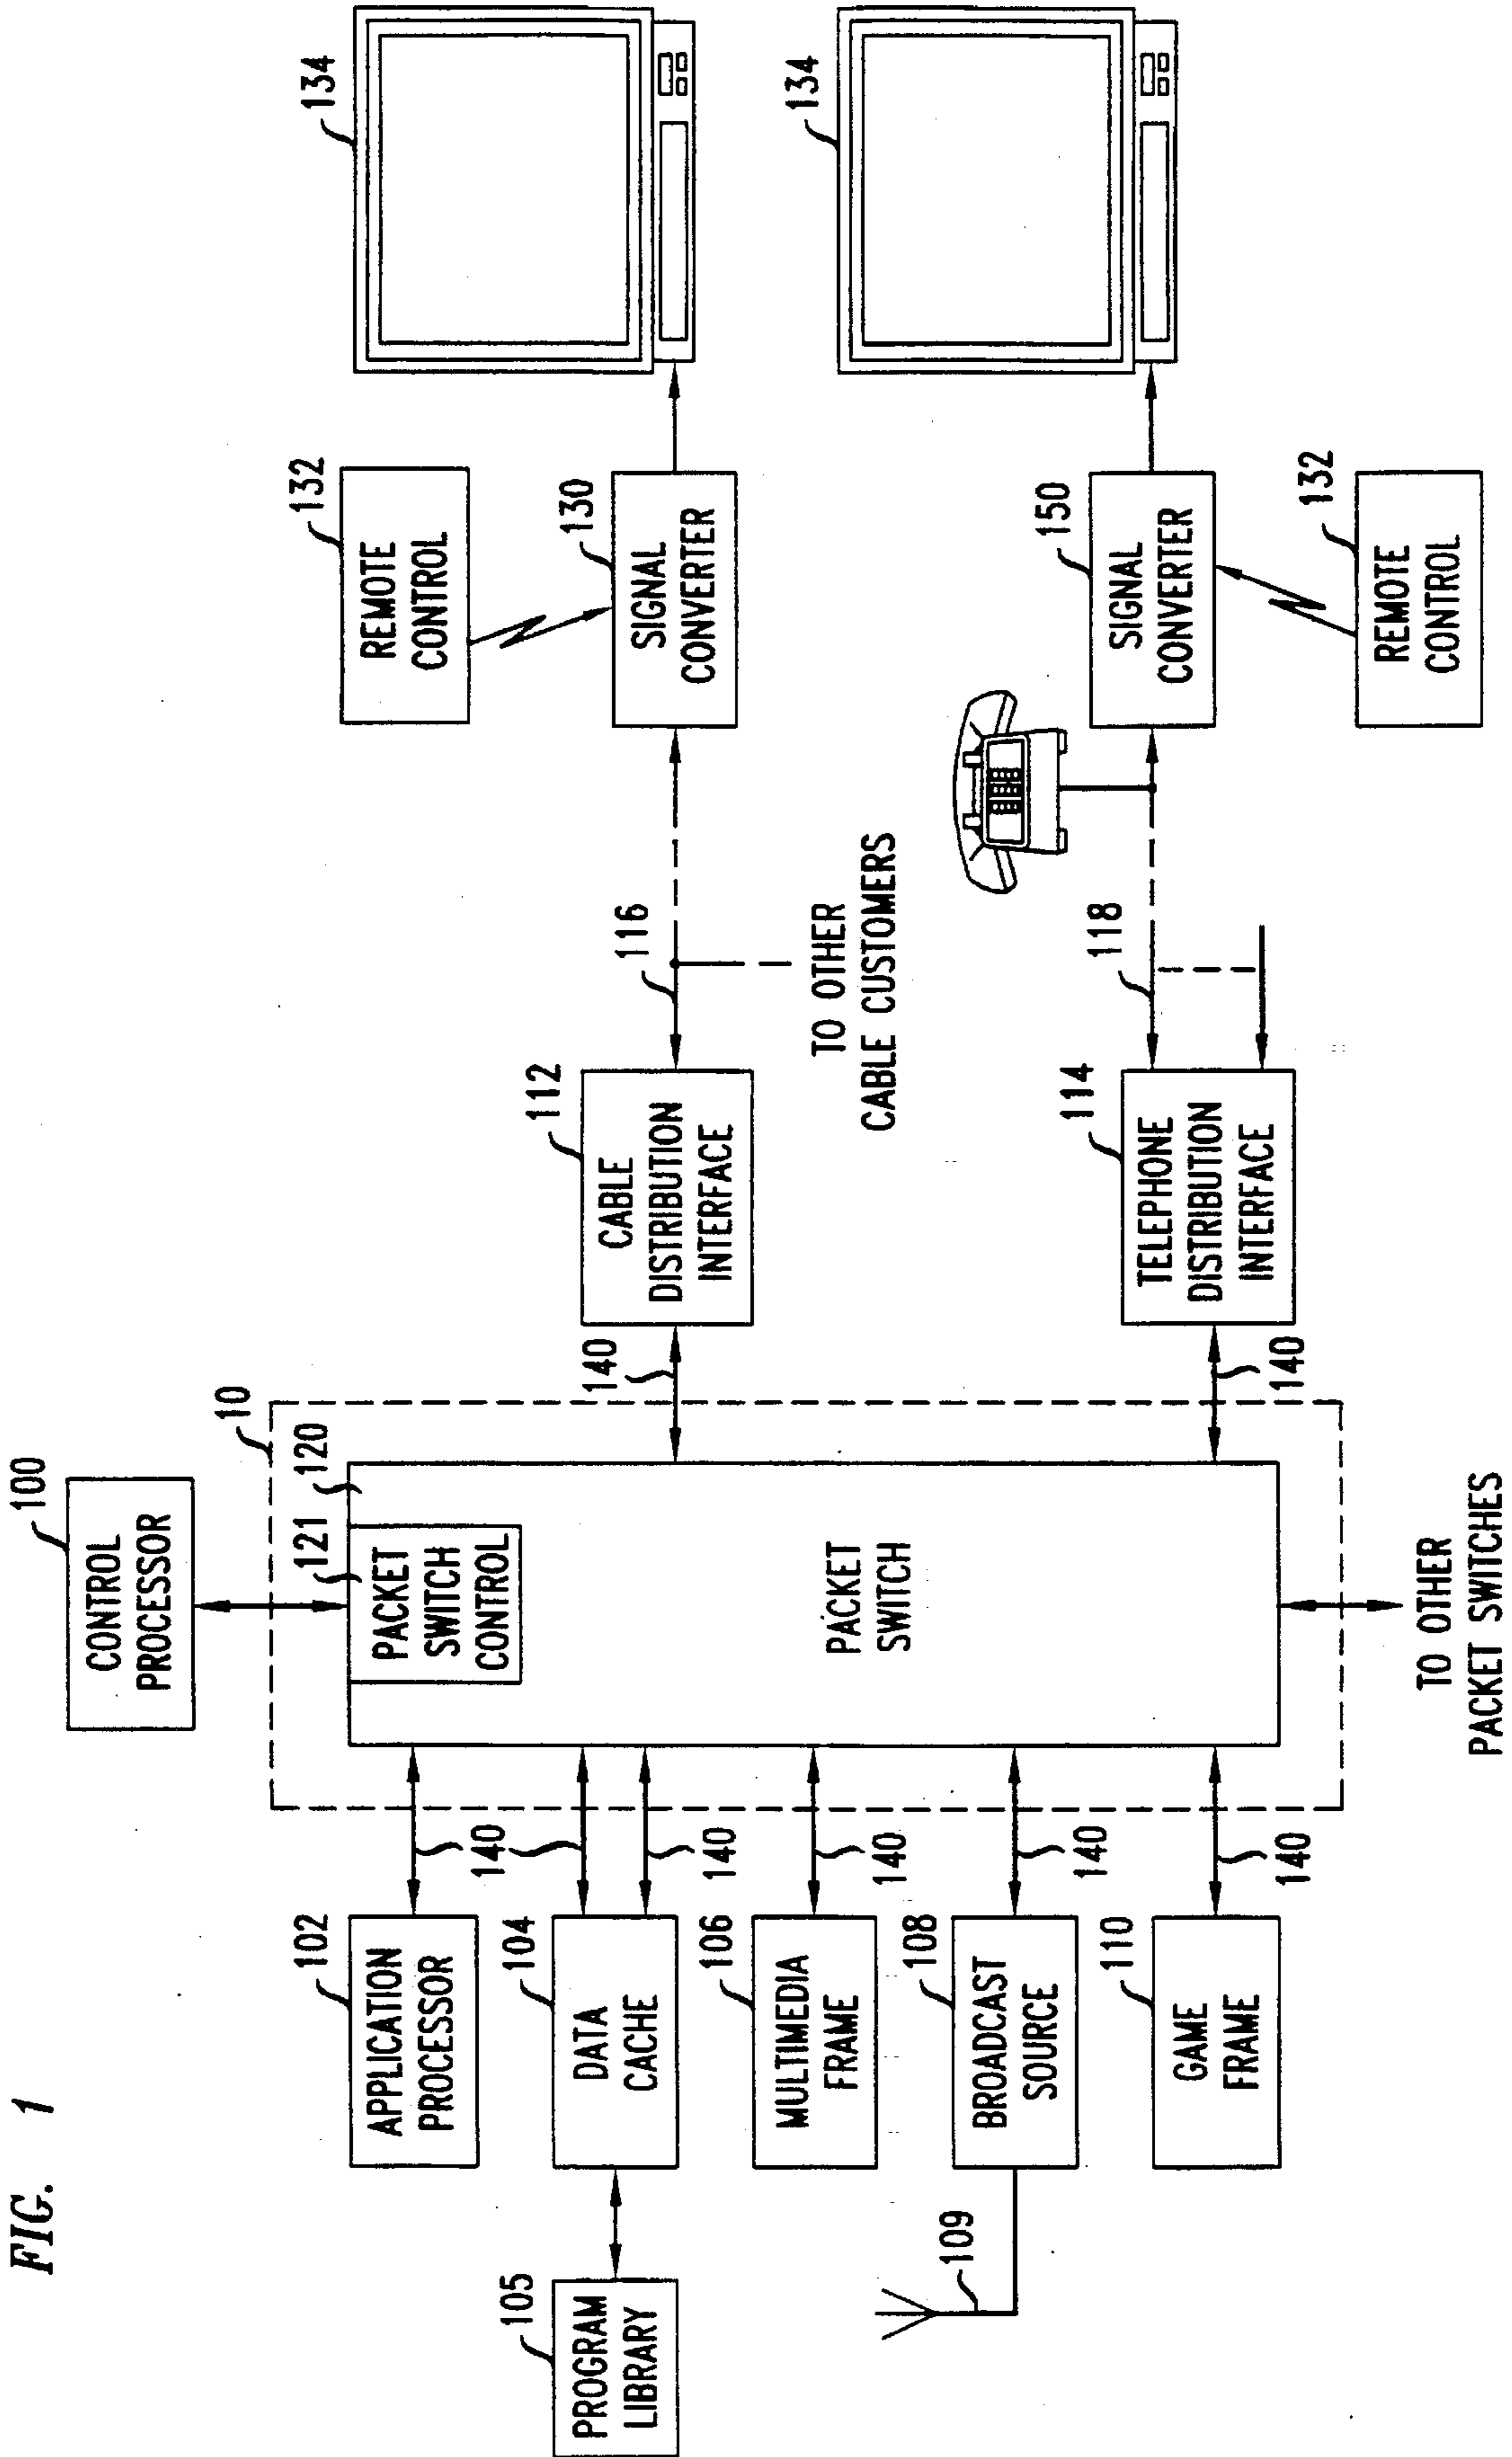 FIG. 1
100
CONTROL
PROCESSOR
10
121
120
PACKET
SWITCH
CONTROL
PACKET
SWITCH
TO OTHER
PACKET SWITCHES
102
APPLICATION
PROCESSOR
140
105
PROGRAM
LIBRARY
104
DATA
CACHE
140
106
MULTIMEDIA
FRAME
140
109
108
BROADCAST
SOURCE
140
110
GAME
FRAME
140
140
112
CABLE
DISTRIBUTION
INTERFACE
116
TO OTHER
CABLE CUSTOMERS
132
REMOTE
CONTROL
130
SIGNAL
CONVERTER
134
140
114
TELEPHONE
DISTRIBUTION
INTERFACE
118
150
SIGNAL
CONVERTER
132
REMOTE
CONTROL
134